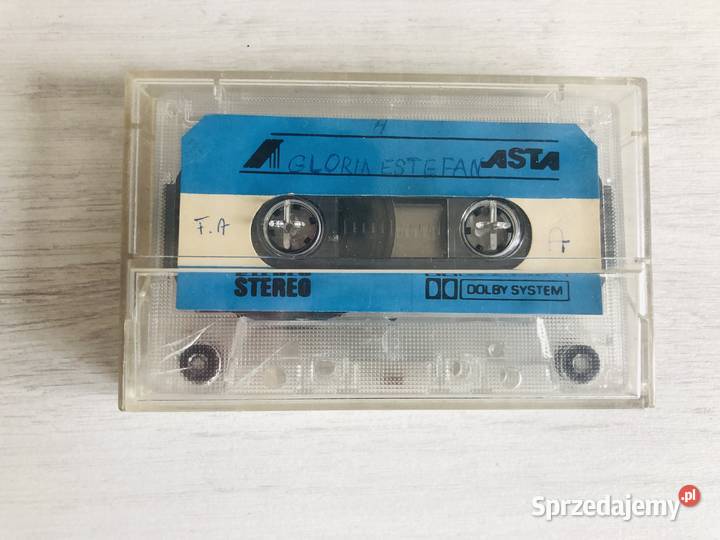 A
GLORIA ESTEFAN ASTA
F.A
A
STEREO
DOLBY SYSTEM
Sprzedajemy.pl